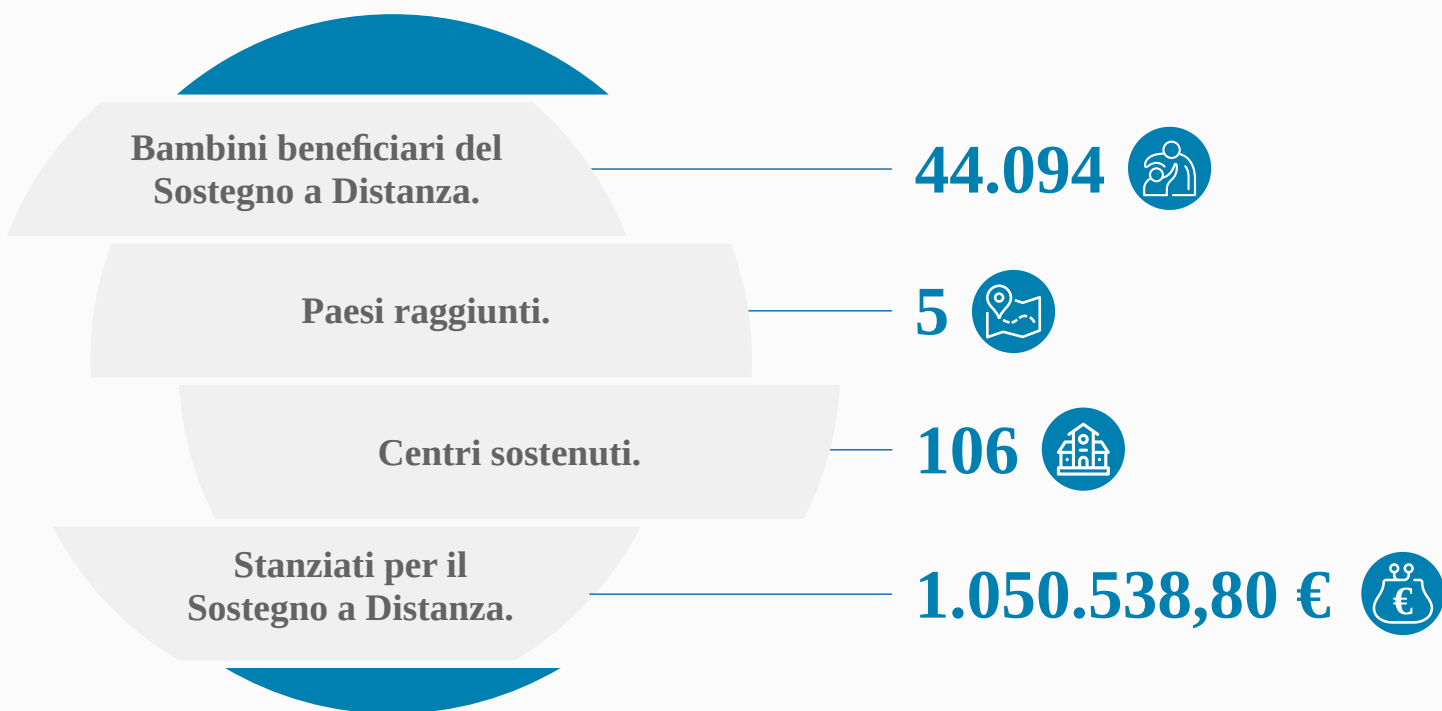 Bambini beneficiari del
Sostegno a Distanza.
44.094
Paesi raggiunti.
5
Centri sostenuti.
106
Stanziati per il
Sostegno a Distanza.
1.050.538,80 €
€